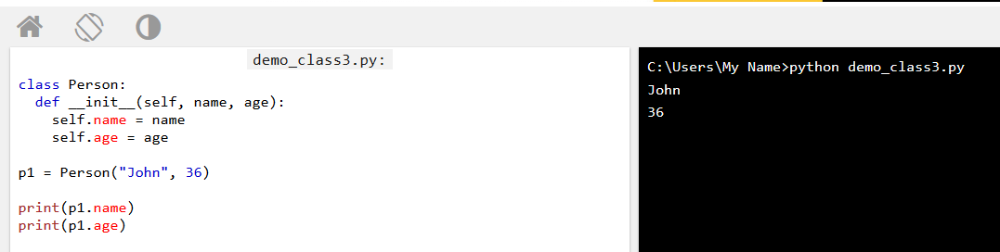 demo_class3.py:
class Person:
  def __init__(self, name, age):
    self.name = name
    self.age = age
p1 = Person("John", 36)
print(p1.name)
print(p1.age)
C:\Users\My Name>python demo_class3.py
John
36